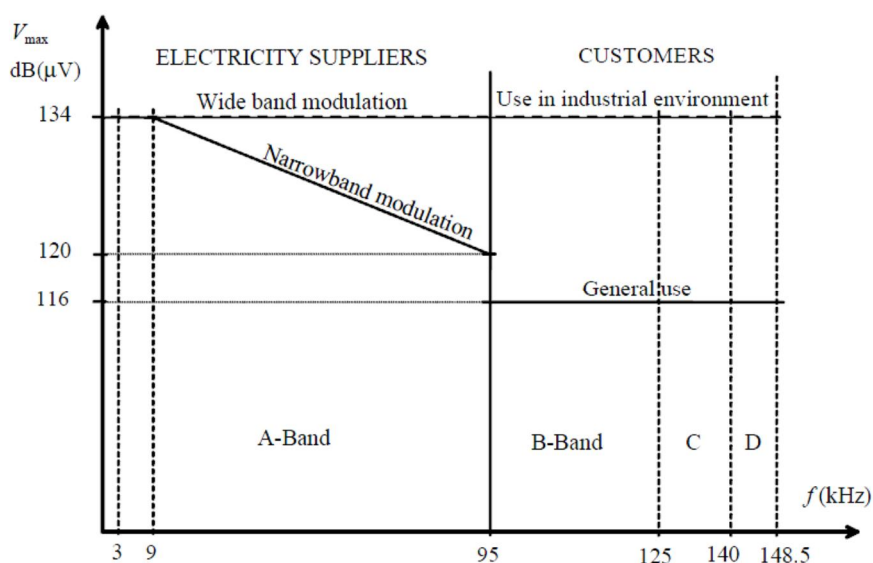 V_max
dB(μV)
ELECTRICITY SUPPLIERS
CUSTOMERS
134
Wide band modulation
Use in industrial environment
Narrowband modulation
120
116
General use
A-Band
B-Band
C
D
f(kHz)
3
9
95
125
140
148.5